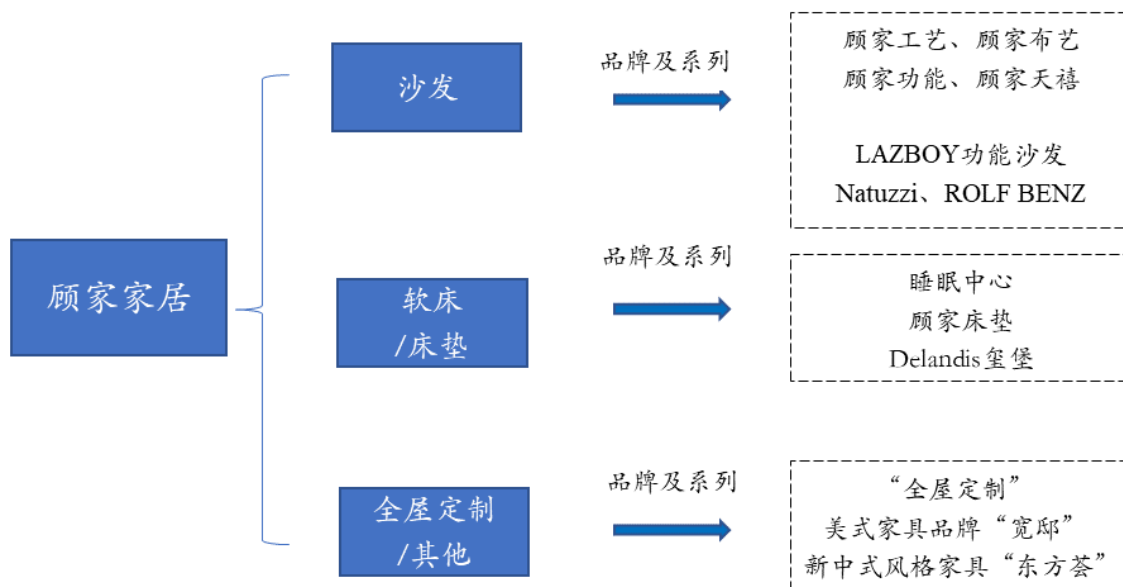 顾家家居
沙发
品牌及系列
顾家工艺、顾家布艺
顾家功能、顾家天禧
LAZBOY功能沙发
Natuzzi、ROLF BENZ
软床
/床垫
品牌及系列
睡眠中心
顾家床垫
Delandis玺堡
全屋定制
/其他
品牌及系列
“全屋定制”
美式家具品牌“宽邸”
新中式风格家具“东方荟”